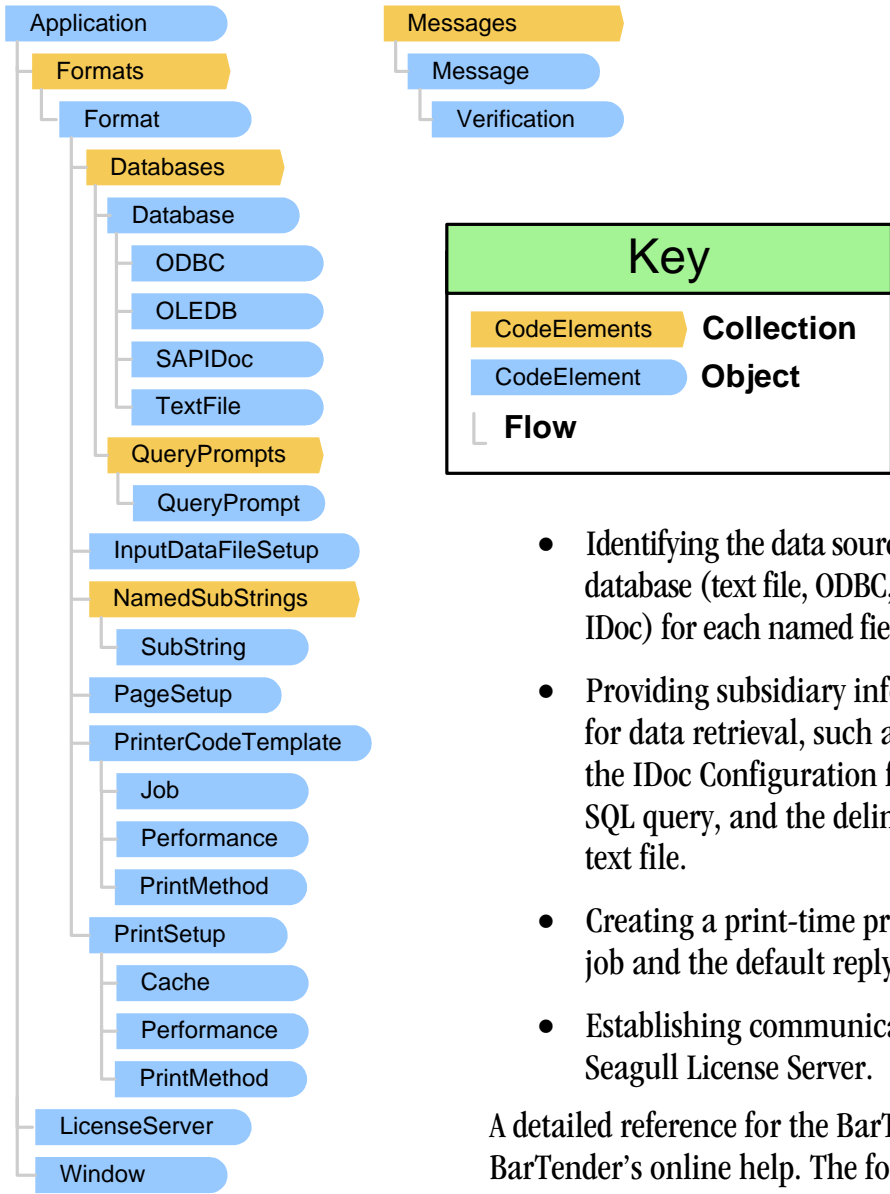 Application
Formats
Format
Databases
Database
ODBC
OLEDB
SAPIDoc
TextFile
QueryPrompts
QueryPrompt
InputDataFileSetup
NamedSubStrings
SubString
PageSetup
PrinterCodeTemplate
Job
Performance
PrintMethod
PrintSetup
Cache
Performance
PrintMethod
LicenseServer
Window
Messages
Message
Verification
Key
CodeElements Collection
CodeElement Object
Flow
• Identifying the data sour
database (text file, ODBC,
IDoc) for each named fie
• Providing subsidiary inf
for data retrieval, such a
the IDoc Configuration f
SQL query, and the deli
text file.
• Creating a print-time pr
job and the default reply
• Establishing communica
Seagull License Server.
A detailed reference for the BarT
BarTender's online help. The fo